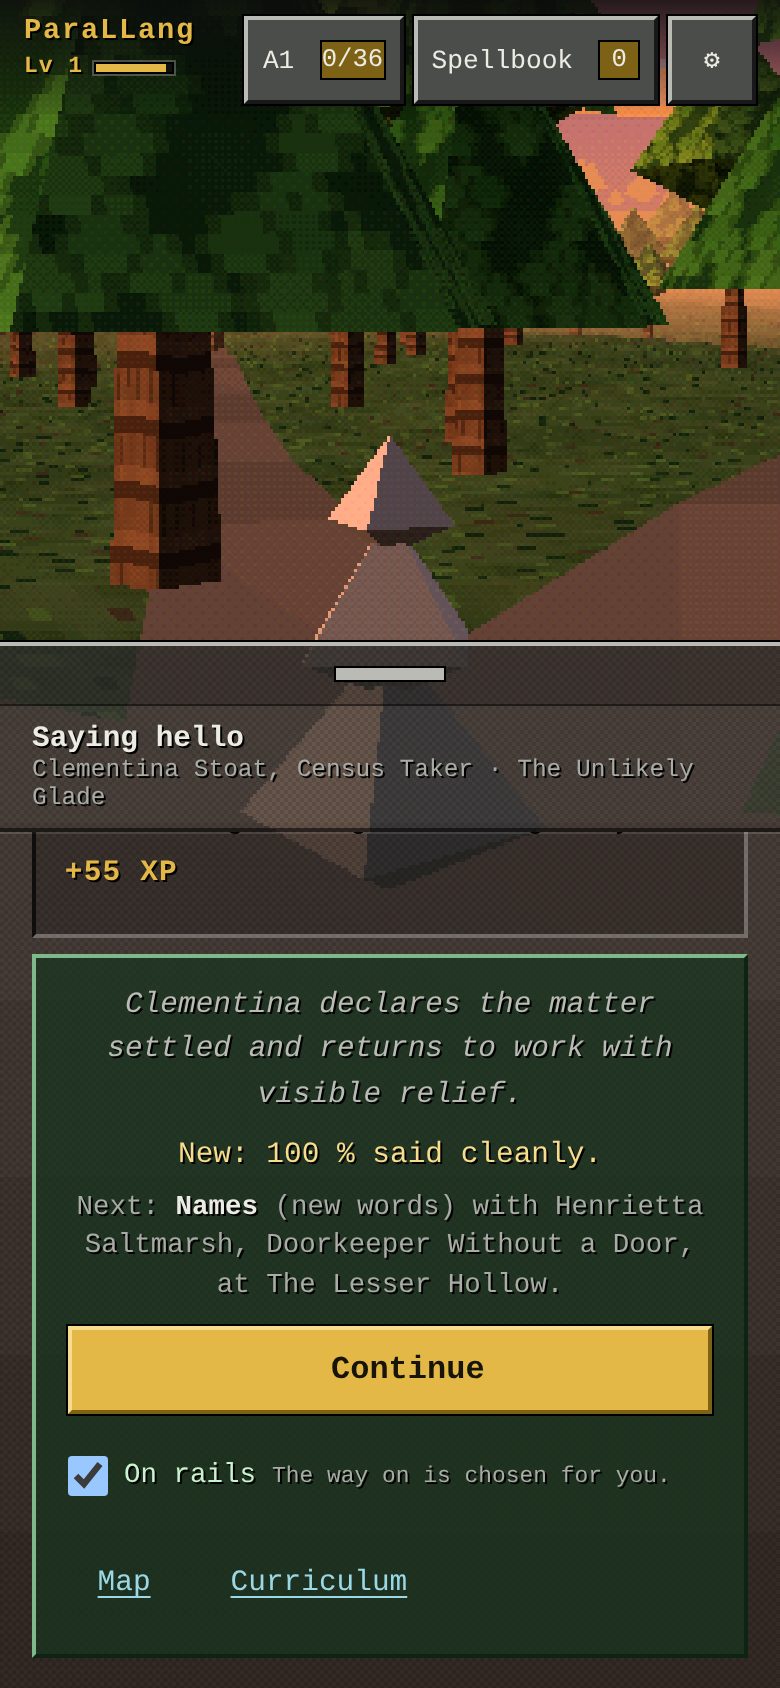 ParaLLang
Lv 1
A1 0/36
Spellbook 0
⚙
Saying hello
Clementina Stoat, Census Taker · The Unlikely
Glade
+55 XP
Clementina declares the matter
settled and returns to work with
visible relief.
New: 100 % said cleanly.
Next: Names (new words) with Henrietta
Saltmarsh, Doorkeeper Without a Door,
at The Lesser Hollow.
Continue
On rails The way on is chosen for you.
Map Curriculum